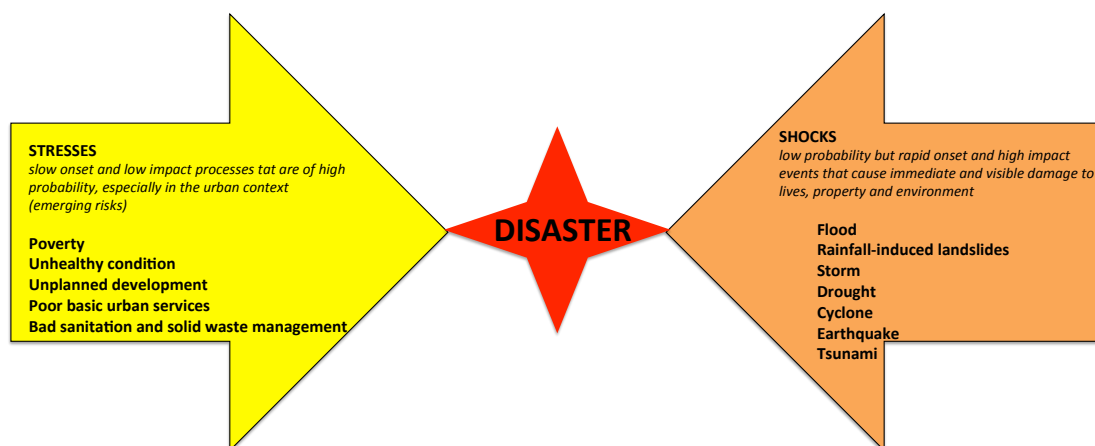 STRESSES
slow onset and low impact processes tat are of high
probability, especially in the urban context
(emerging risks)
Poverty
Unhealthy condition
Unplanned development
Poor basic urban services
Bad sanitation and solid waste management
DISASTER
SHOCKS
low probability but rapid onset and high impact
events that cause immediate and visible damage to
lives, property and environment
Flood
Rainfall-induced landslides
Storm
Drought
Cyclone
Earthquake
Tsunami